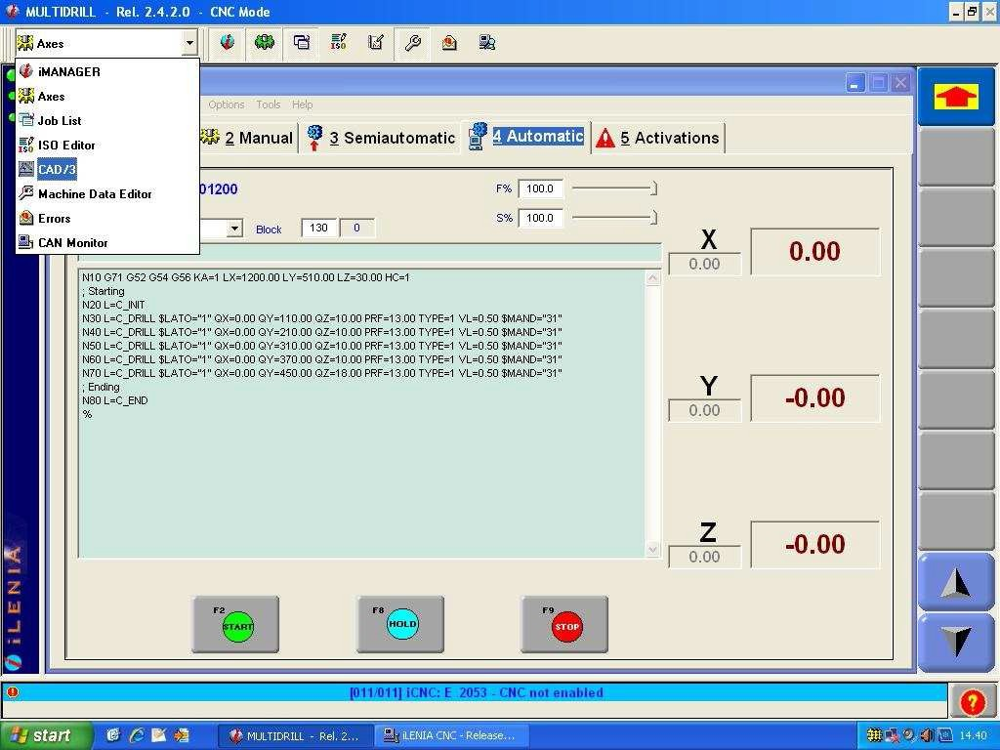 MULTIDRILL - Rel. 2.4.2.0 - CNC Mode
Axes
ISO
iMANAGER
Axes
Job List
ISO Editor
CAD/3
Machine Data Editor
Errors
CAN Monitor
Options Tools Help
2 Manual
3 Semiautomatic
4 Automatic
5 Activations
01200
F% 100.0
S% 100.0
Block 130 0
N10 G71 G52 G54 G56 KA=1 LX=1200.00 LY=510.00 LZ=30.00 HC=1
; Starting
N20 L=C_INIT
N30 L=C_DRILL $LATO="1" QX=0.00 QY=110.00 QZ=10.00 PRF=13.00 TYPE=1 VL=0.50 $MAND="31"
N40 L=C_DRILL $LATO="1" QX=0.00 QY=210.00 QZ=10.00 PRF=13.00 TYPE=1 VL=0.50 $MAND="31"
N50 L=C_DRILL $LATO="1" QX=0.00 QY=310.00 QZ=10.00 PRF=13.00 TYPE=1 VL=0.50 $MAND="31"
N60 L=C_DRILL $LATO="1" QX=0.00 QY=370.00 QZ=10.00 PRF=13.00 TYPE=1 VL=0.50 $MAND="31"
N70 L=C_DRILL $LATO="1" QX=0.00 QY=450.00 QZ=18.00 PRF=13.00 TYPE=1 VL=0.50 $MAND="31"
; Ending
N80 L=C_END
%
X
0.00
0.00
Y
0.00
-0.00
Z
0.00
-0.00
F2 START
F8 HOLD
F9 STOP
iLENIA
[011/011] iCNC: E 2053 - CNC not enabled
start
MULTIDRILL - Rel. 2...
iLENIA CNC - Release...
14.40